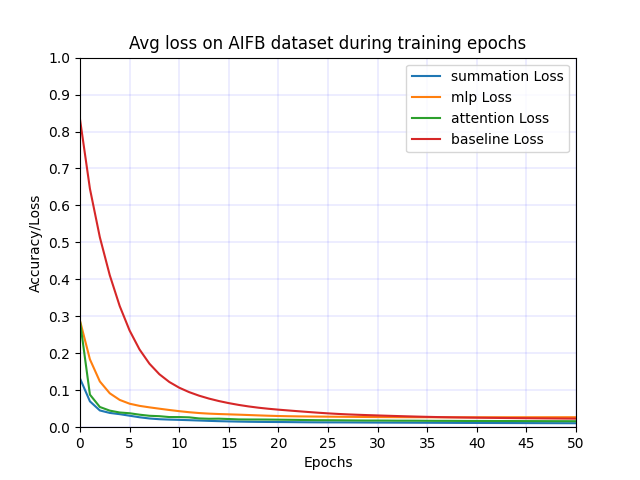 Avg loss on AIFB dataset during training epochs
Accuracy/Loss
1.0
0.9
0.8
0.7
0.6
0.5
0.4
0.3
0.2
0.1
0.0
summation Loss
mlp Loss
attention Loss
baseline Loss
0 5 10 15 20 25 30 35 40 45 50
Epochs